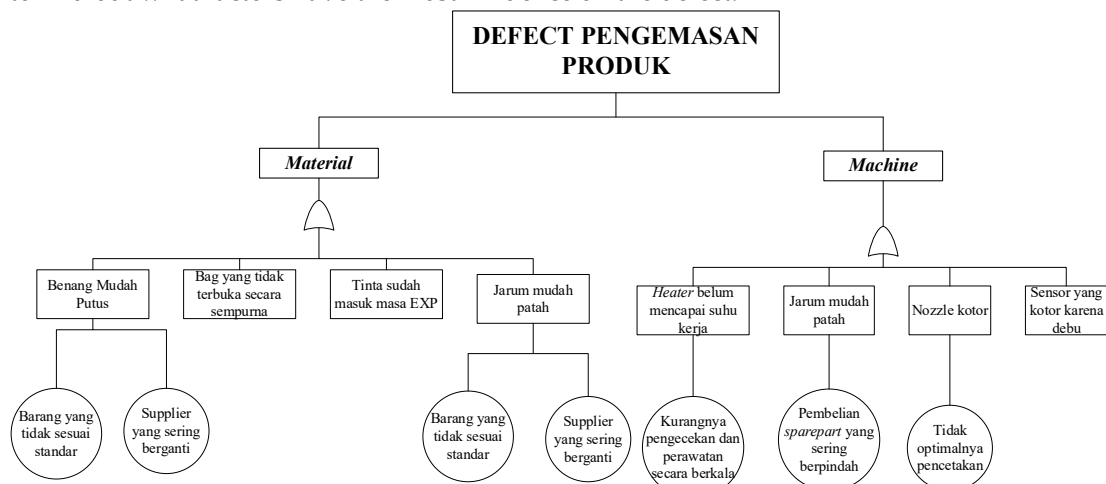 DEFECT PENGEMASAN
PRODUK
Material
Machine
Benang Mudah
Putus
Bag yang tidak
terbuka secara
sempurna
Tinta sudah
masuk masa EXP
Jarum mudah
patah
Heater belum
mencapai suhu
kerja
Jarum mudah
patah
Nozzle kotor
Sensor yang
kotor karena
debu
Barang yang
tidak sesuai
standar
Supplier
yang sering
berganti
Barang yang
tidak sesuai
standar
Supplier
yang sering
berganti
Kurangnya
pengecekan dan
perawatan
secara berkala
Pembelian
sparepart yang
sering
berpindah
Tidak
optimalnya
pencetakan